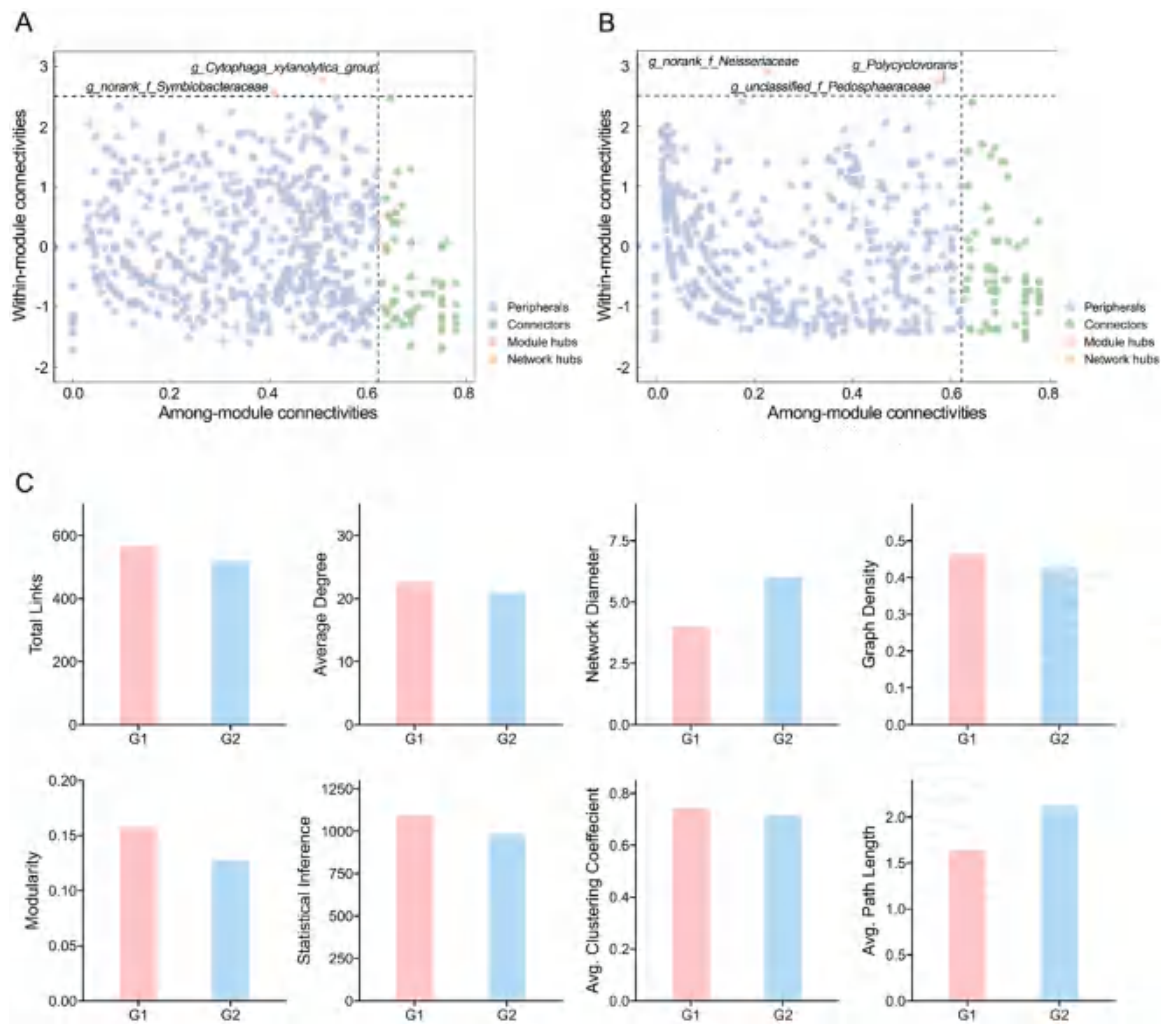 A
B
g_Cytophaga_xylanolytica_group
g_norank_f_Symbiobacteraceae
3
2
1
0
-1
-2
Within-module connectivities
0.0 0.2 0.4 0.6 0.8
Among-module connectivities
Peripherals
Connectors
Module hubs
Network hubs
g_norank_f_Neisseriaceae
g_Polycyclovorans
g_unclassified_f_Pedosphaeraceae
3
2
1
0
-1
-2
Within-module connectivities
0.0 0.2 0.4 0.6 0.8
Among-module connectivities
Peripherals
Connectors
Module hubs
Network hubs
C
Total Links
600
400
200
0
G1 G2
Average Degree
30
20
10
0
G1 G2
Network Diameter
7.5
5.0
2.5
0.0
G1 G2
Graph Density
0.5
0.4
0.3
0.2
0.1
0.0
G1 G2
Modularity
0.20
0.15
0.10
0.05
0.00
G1 G2
Statistical Inference
1250
1000
750
500
250
0
G1 G2
Avg. Clustering Coeffecient
0.8
0.6
0.4
0.2
0.0
G1 G2
Avg. Path Length
2.0
1.5
1.0
0.5
0.0
G1 G2